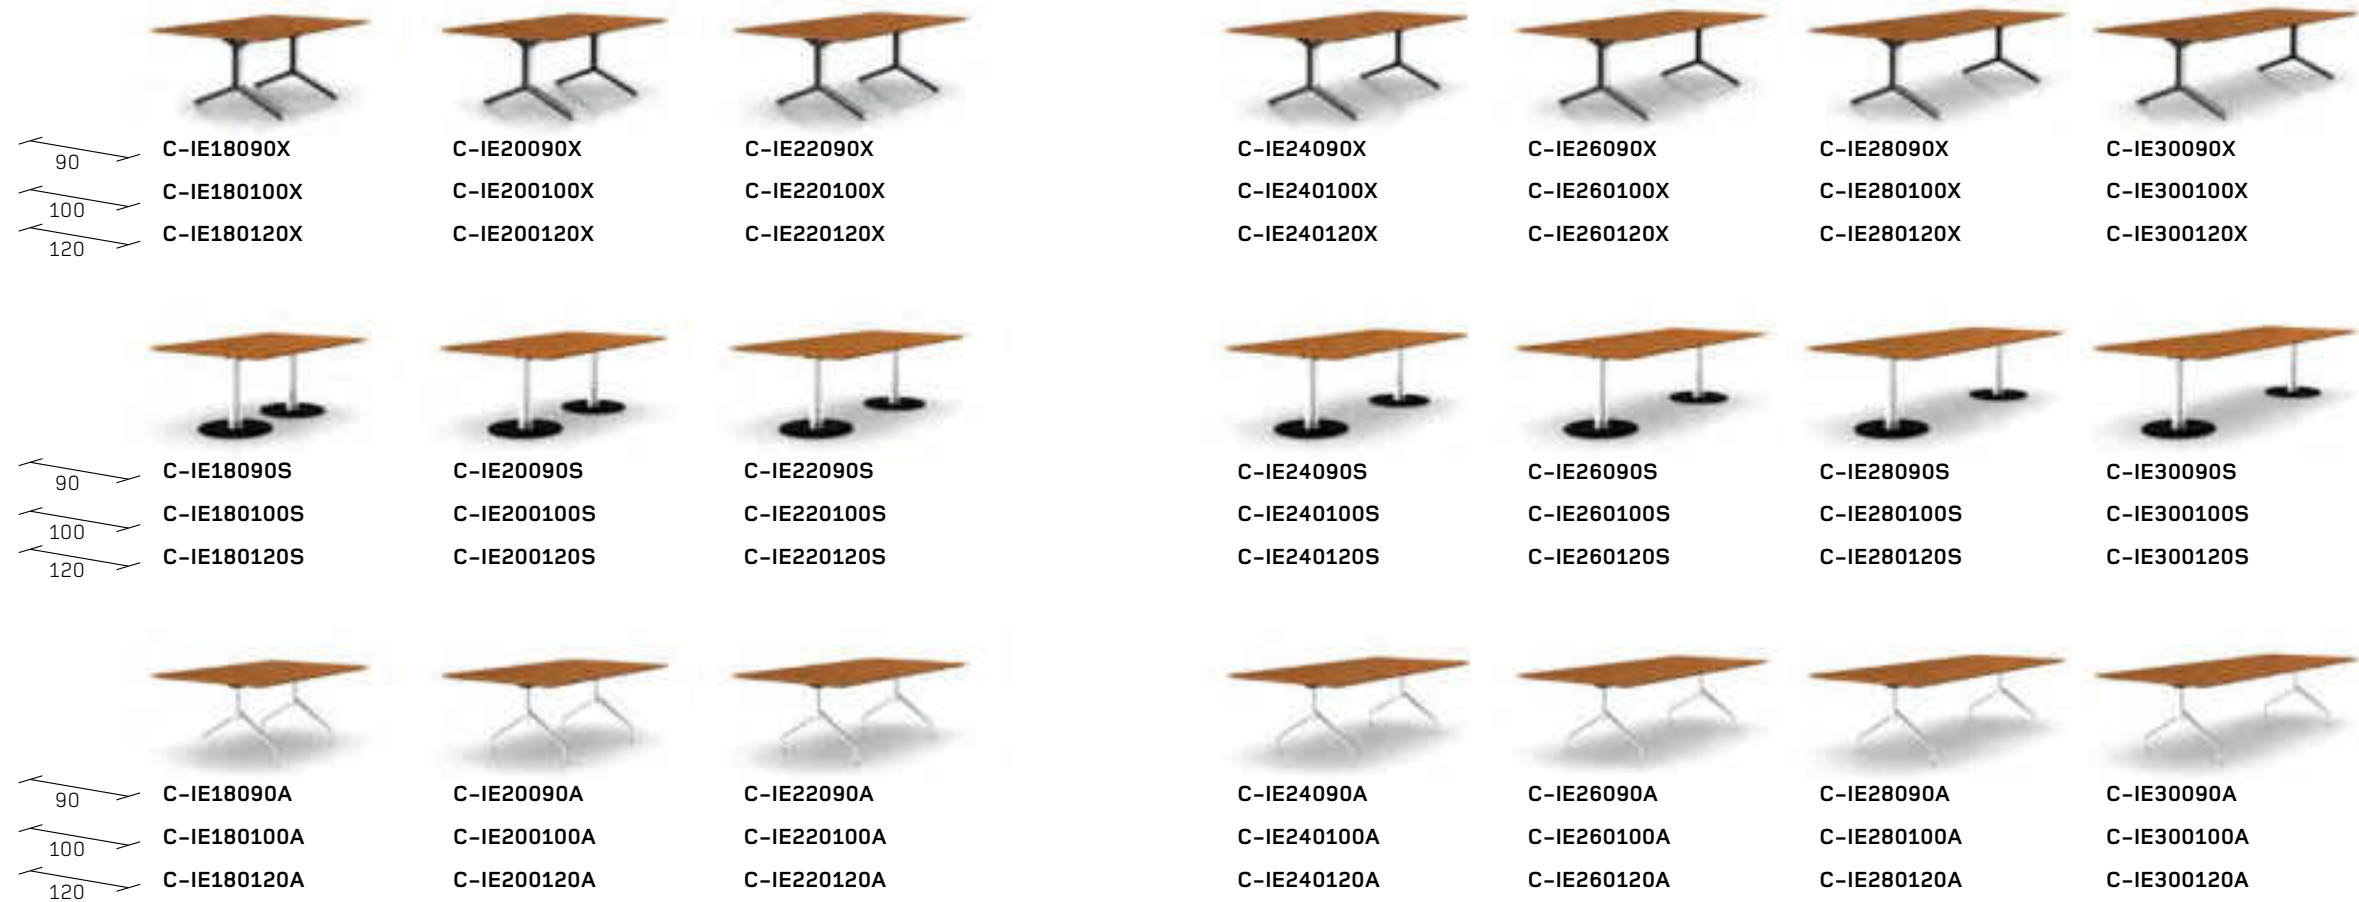 90 C-IE18090X C-IE20090X C-IE22090X C-IE24090X C-IE26090X C-IE28090X C-IE30090X
100 C-IE180100X C-IE200100X C-IE220100X C-IE240100X C-IE260100X C-IE280100X C-IE300100X
120 C-IE180120X C-IE200120X C-IE220120X C-IE240120X C-IE260120X C-IE280120X C-IE300120X
90 C-IE18090S C-IE20090S C-IE22090S C-IE24090S C-IE26090S C-IE28090S C-IE30090S
100 C-IE180100S C-IE200100S C-IE220100S C-IE240100S C-IE260100S C-IE280100S C-IE300100S
120 C-IE180120S C-IE200120S C-IE220120S C-IE240120S C-IE260120S C-IE280120S C-IE300120S
90 C-IE18090A C-IE20090A C-IE22090A C-IE24090A C-IE26090A C-IE28090A C-IE30090A
100 C-IE180100A C-IE200100A C-IE220100A C-IE240100A C-IE260100A C-IE280100A C-IE300100A
120 C-IE180120A C-IE200120A C-IE220120A C-IE240120A C-IE260120A C-IE280120A C-IE300120A